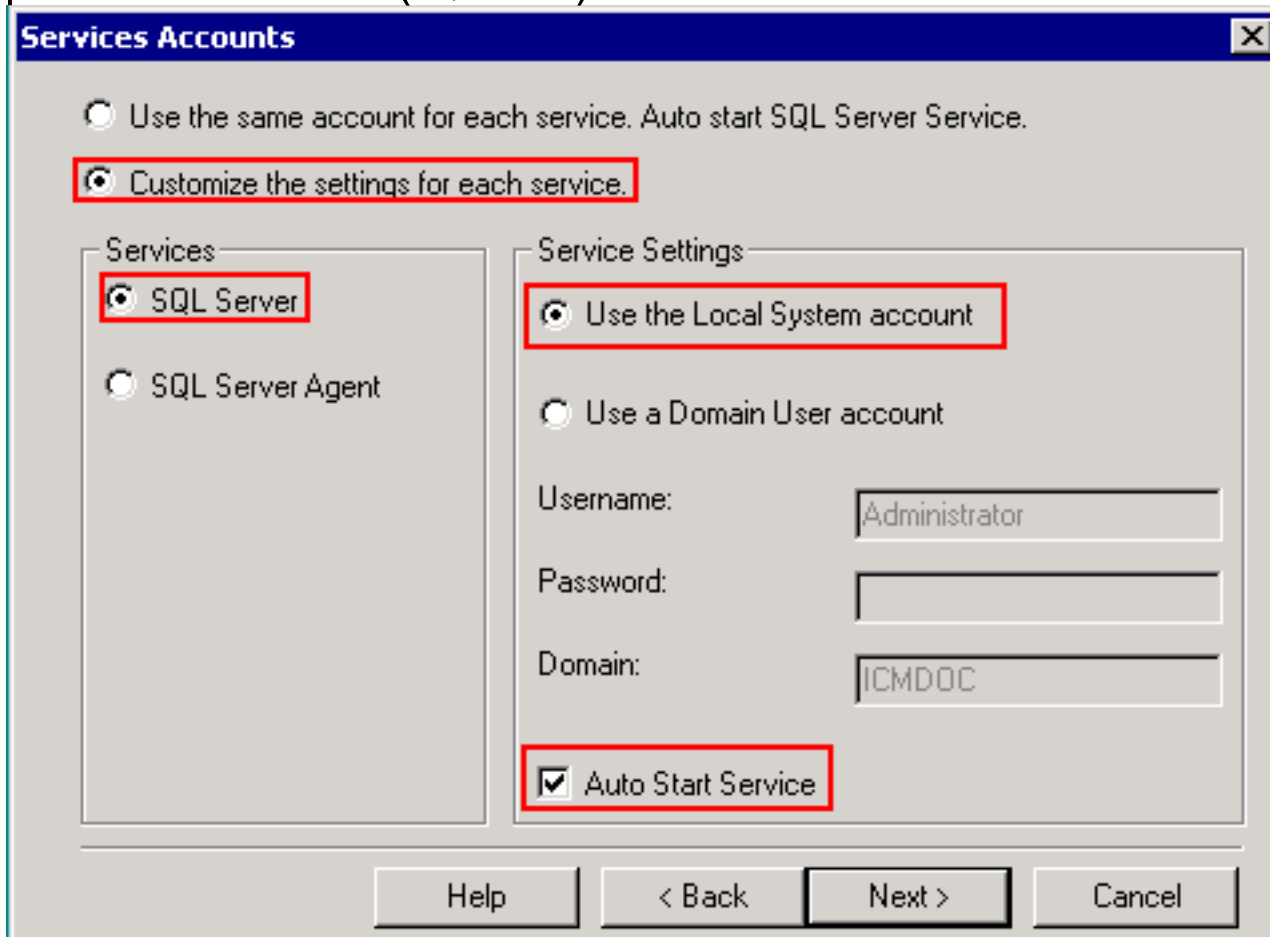 Services Accounts
Use the same account for each service. Auto start SQL Server Service.
Customize the settings for each service.
Services
SQL Server
SQL Server Agent
Service Settings
Use the Local System account
Use a Domain User account
Username:
Administrator
Password:
Domain:
ICMDOC
Auto Start Service
Help
< Back
Next >
Cancel